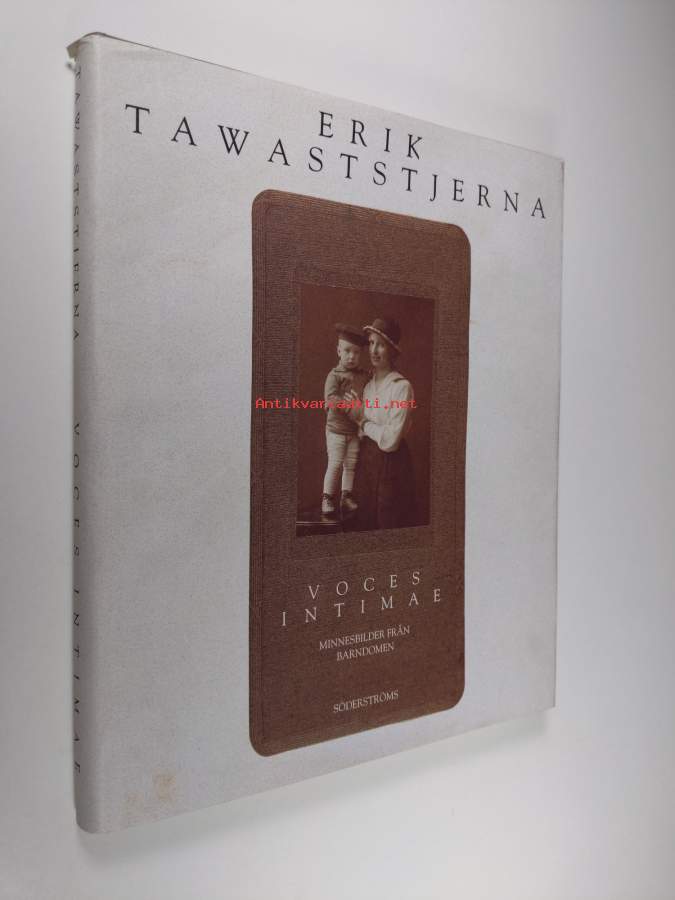 ERIK
TAWASTSTJERNA
VOCES
INTIMAE
MINNESBILDER FRÅN
BARNDOMEN
SÖDERSTRÖMS
TAWASTSTJERNA VOCES INTIMAE
Antikvariaatti.net